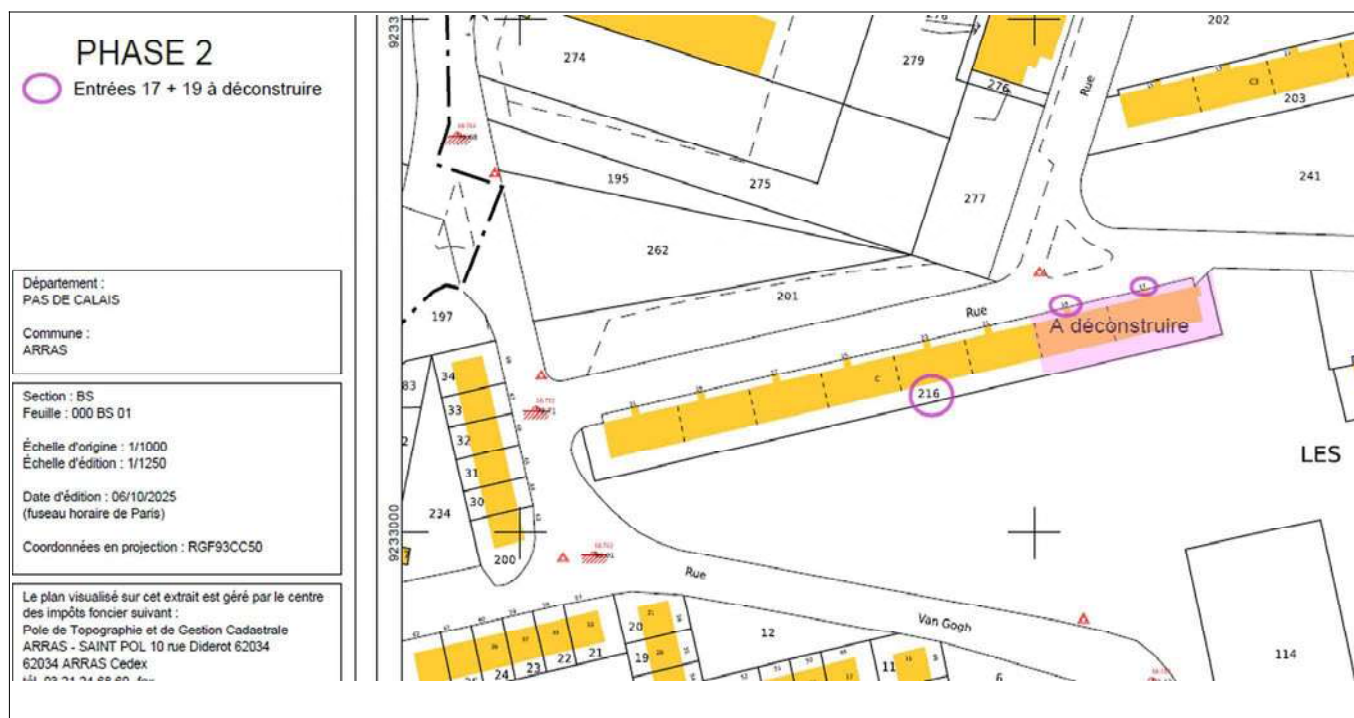 PHASE 2
Entrées 17 + 19 à déconstruire
Département :
PAS DE CALAIS
Commune :
ARRAS
Section : BS
Feuille : 000 BS 01
Échelle d'origine : 1/1000
Échelle d'édition : 1/1250
Date d'édition : 06/10/2025
(fuseau horaire de Paris)
Coordonnées en projection : RGF93CC50
Le plan visualisé sur cet extrait est géré par le centre
des impôts foncier suivant :
Pole de Topographie et de Gestion Cadastrale
ARRAS - SAINT POL 10 rue Diderot 62034
62034 ARRAS Cedex
9233000
274
279
276
202
Rue
203
195
275
277
241
262
201
Rue
197
A déconstruire
216
34
33
32
31
30
234
200
LES
Rue
Van Gogh
114
24
23
22
21
20
19
12
11